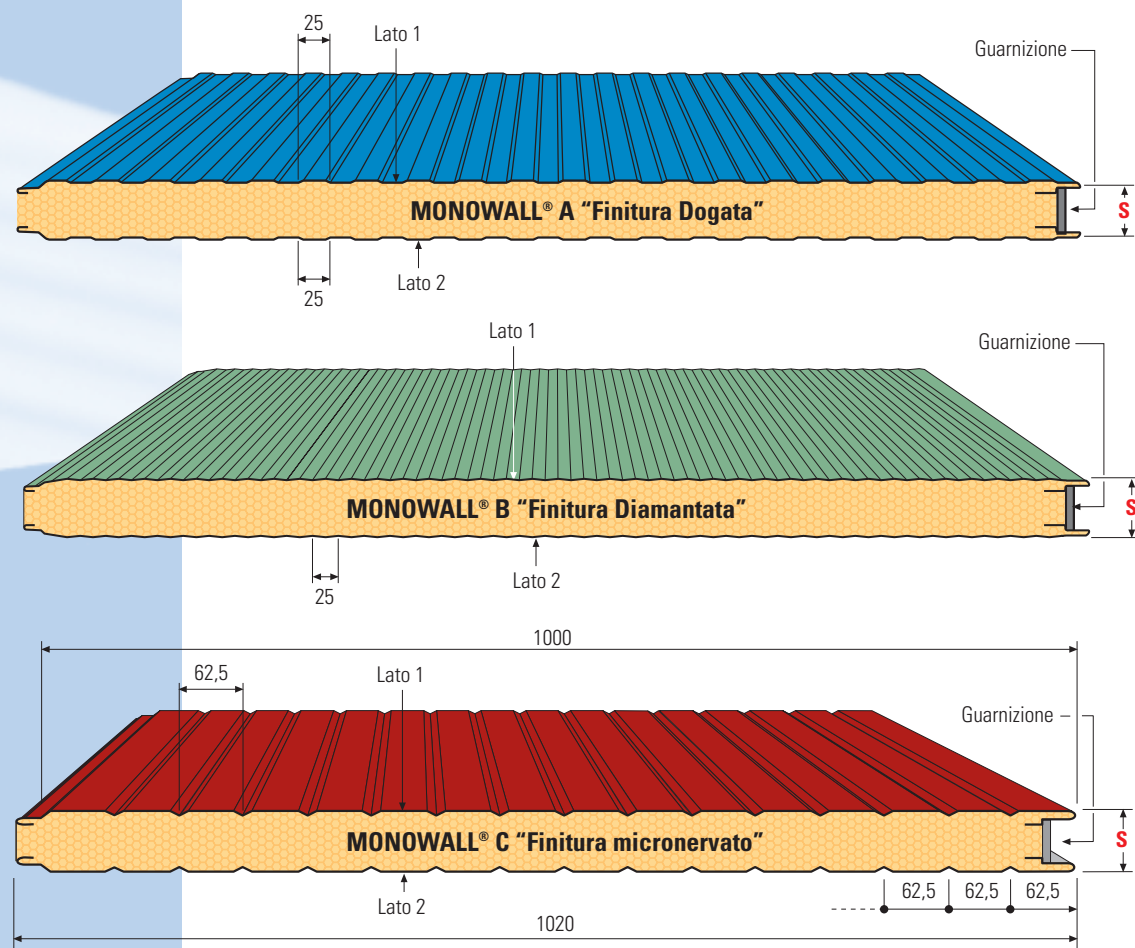 25
Lato 1
Guarnizione
MONOWALL® A “Finitura Dogata”
S
25
Lato 2
Lato 1
Guarnizione
MONOWALL® B “Finitura Diamantata”
S
25
Lato 2
1000
62,5
Lato 1
Guarnizione
MONOWALL® C “Finitura micronervato”
S
62,5 62,5 62,5
Lato 2
1020